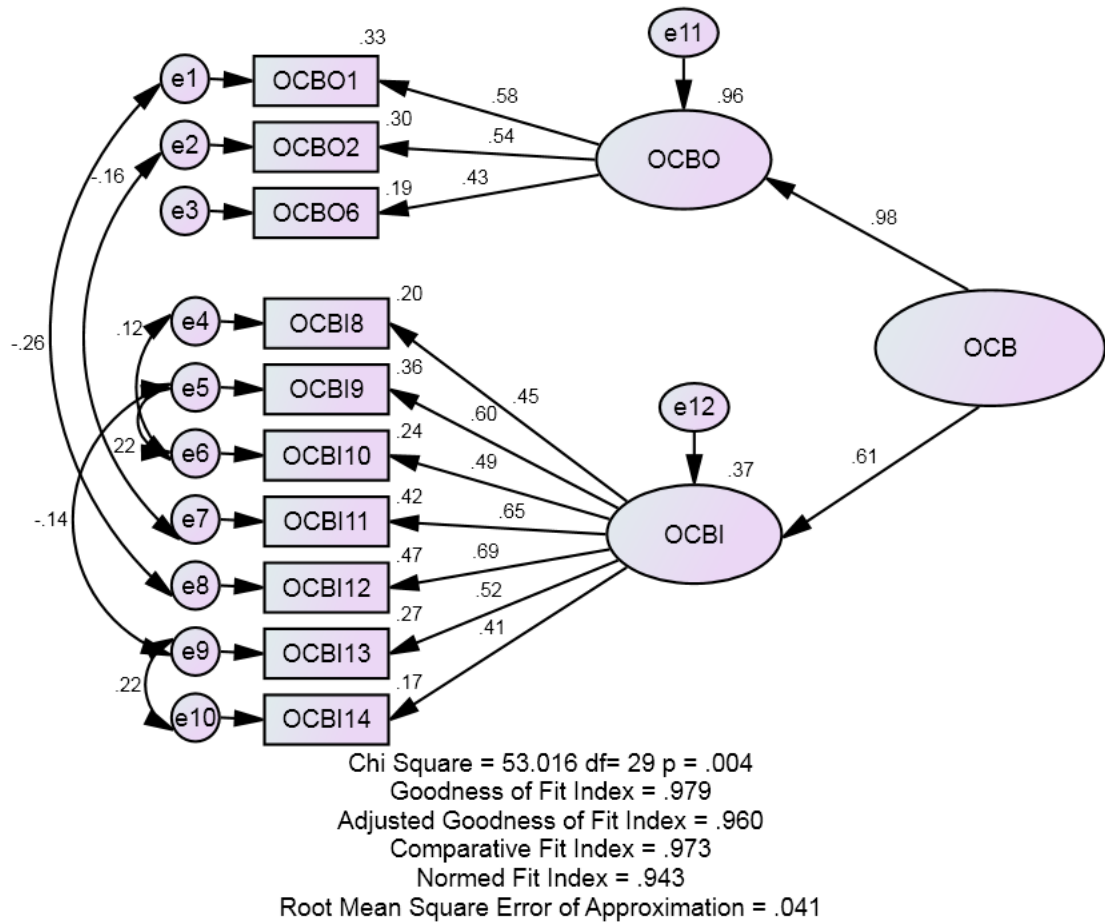 e11
.33
e1
OCBO1
.58
.96
.30
e2
OCBO2
.54
OCBO
-.16
.19
e3
OCBO6
.43
.98
.20
e4
OCBI8
.12
-.26
OCB
.36
e5
OCBI9
.45
.60
e12
.24
22
e6
OCBI10
.49
.37
.61
.42
e7
OCBI11
.65
-.14
OCBI
.47
.69
e8
OCBI12
.52
.27
.41
e9
OCBI13
.22
.17
e10
OCBI14
Chi Square = 53.016 df= 29 p = .004
Goodness of Fit Index = .979
Adjusted Goodness of Fit Index = .960
Comparative Fit Index = .973
Normed Fit Index = .943
Root Mean Square Error of Approximation = .041